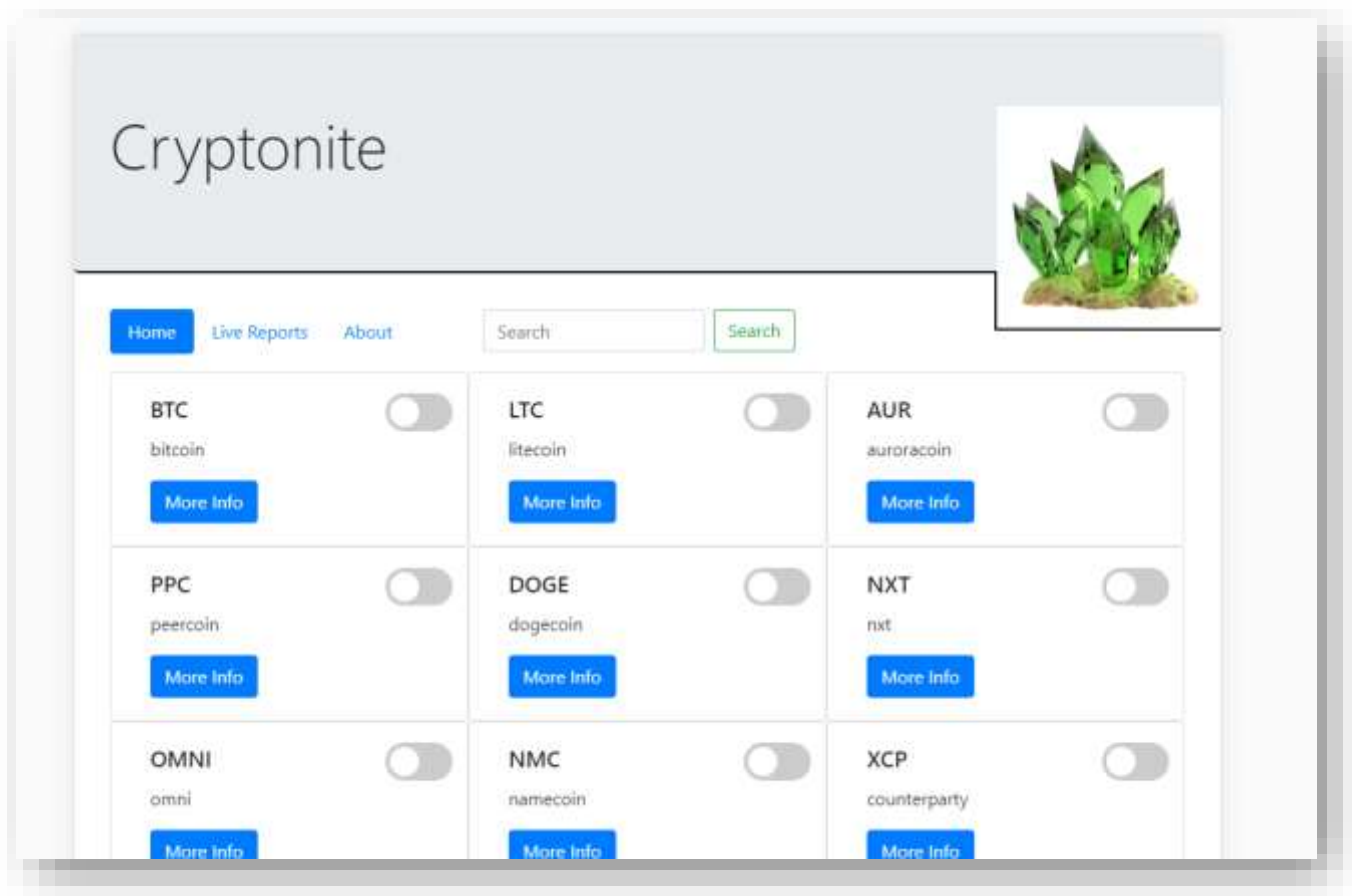 Cryptonite
Home Live Reports About Search Search
BTC LTC AUR
bitcoin litecoin auroracoin
More Info More Info More Info
PPC DOGE NXT
peercoin dogecoin nxt
More Info More Info More Info
OMNI NMC XCP
omni namecoin counterparty
More Info More Info More Info